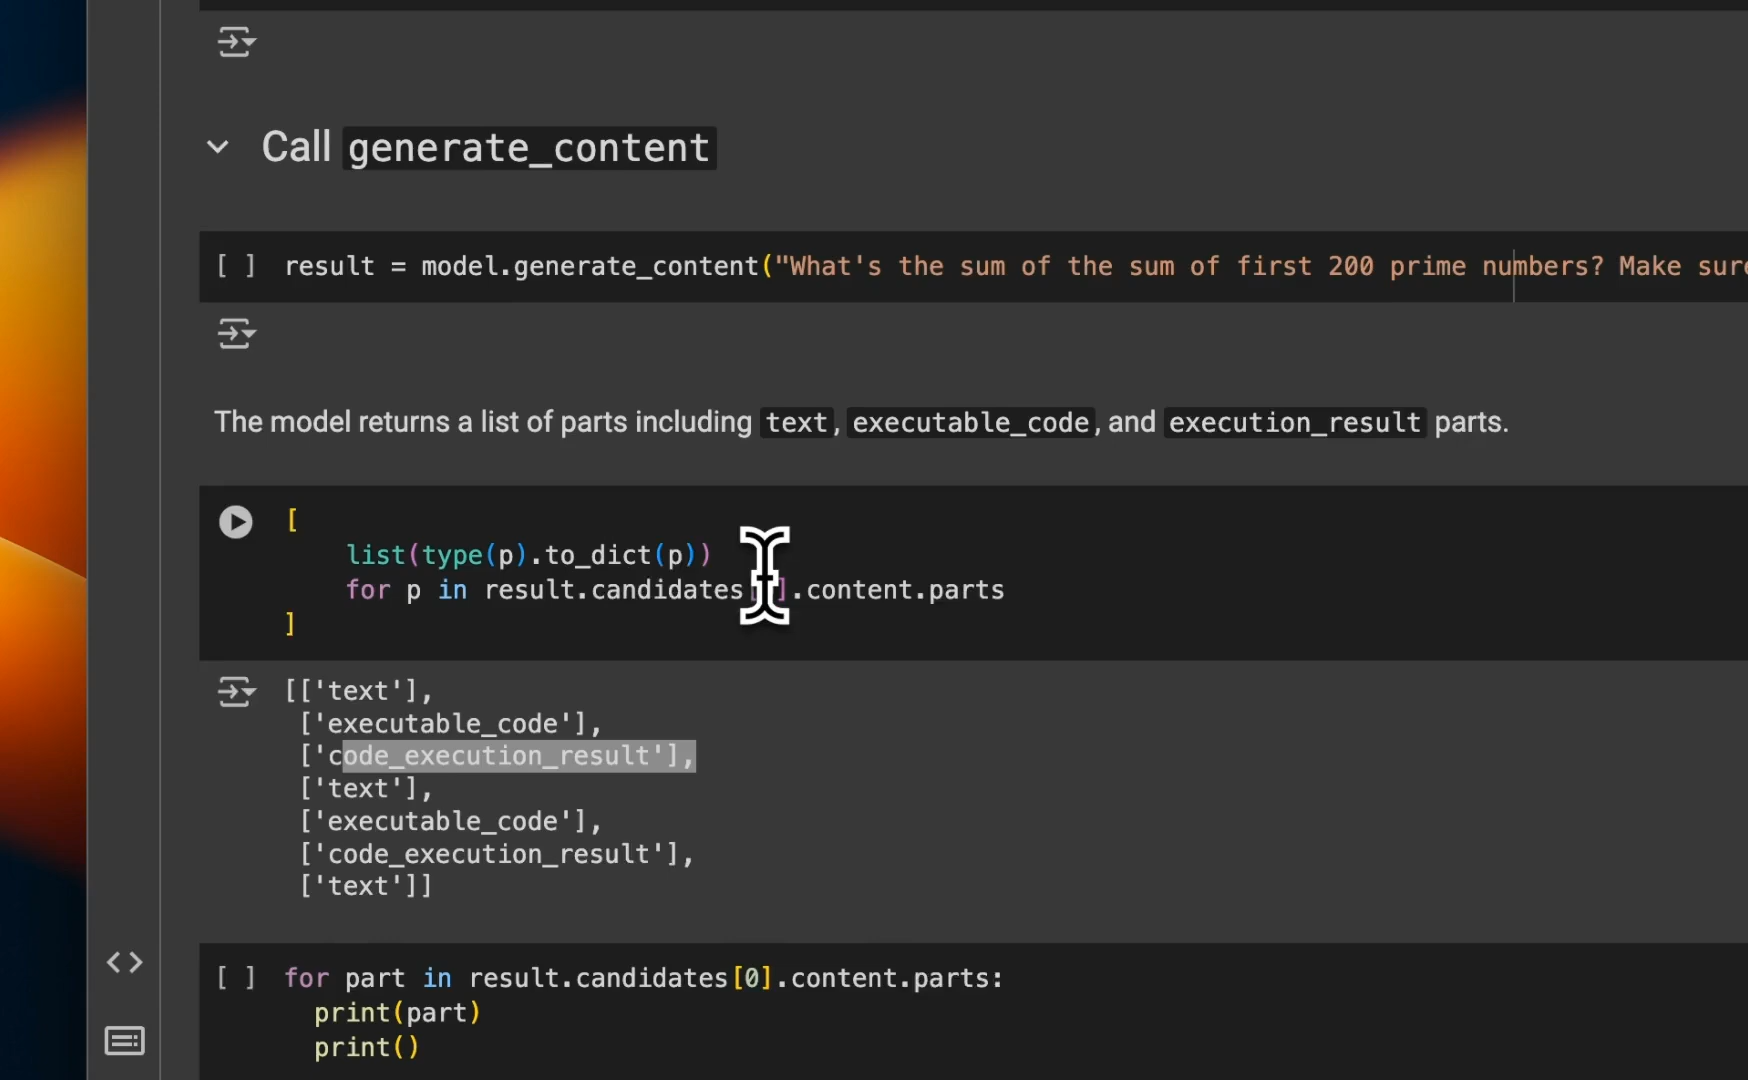 Call generate_content
[ ] result = model.generate_content("What's the sum of the sum of first 200 prime numbers? Make sure
The model returns a list of parts including text, executable_code, and execution_result parts.
[
list(type(p).to_dict(p))
for p in result.candidates[ ].content.parts
]
[['text'],
['executable_code'],
['code_execution_result'],
['text'],
['executable_code'],
['code_execution_result'],
['text']]
[ ] for part in result.candidates[0].content.parts:
print(part)
print()